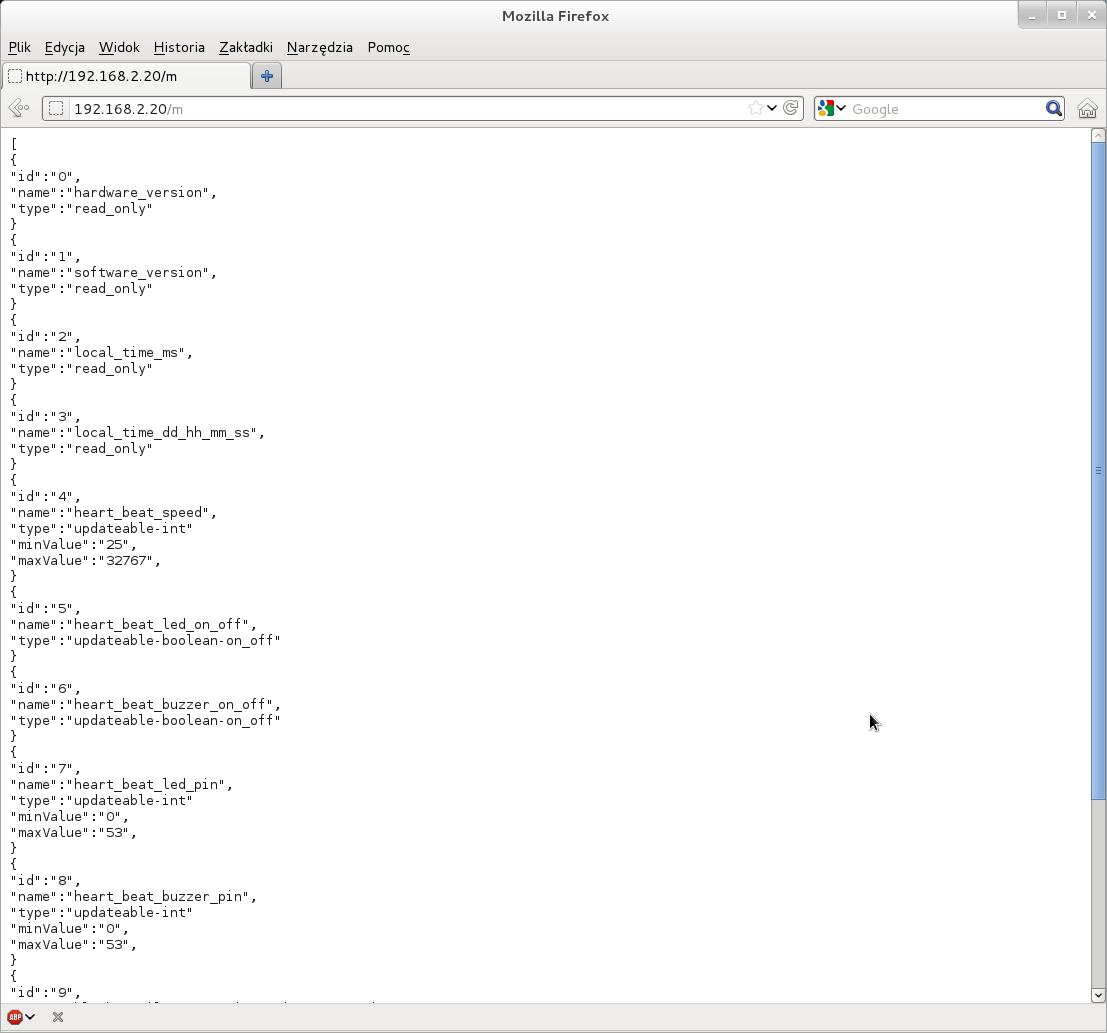 Mozilla Firefox
Plik Edycja Widok Historia Zakładki Narzędzia Pomoc
http://192.168.2.20/m
192.168.2.20/m Google
[
{
"id":"0",
"name":"hardware_version",
"type":"read_only"
}
{
"id":"1",
"name":"software_version",
"type":"read_only"
}
{
"id":"2",
"name":"local_time_ms",
"type":"read_only"
}
{
"id":"3",
"name":"local_time_dd_hh_mm_ss",
"type":"read_only"
}
{
"id":"4",
"name":"heart_beat_speed",
"type":"updateable-int"
"minValue":"25",
"maxValue":"32767",
}
{
"id":"5",
"name":"heart_beat_led_on_off",
"type":"updateable-boolean-on_off"
}
{
"id":"6",
"name":"heart_beat_buzzer_on_off",
"type":"updateable-boolean-on_off"
}
{
"id":"7",
"name":"heart_beat_led_pin",
"type":"updateable-int"
"minValue":"0",
"maxValue":"53",
}
{
"id":"8",
"name":"heart_beat_buzzer_pin",
"type":"updateable-int"
"minValue":"0",
"maxValue":"53",
}
{
"id":"9",
ABP